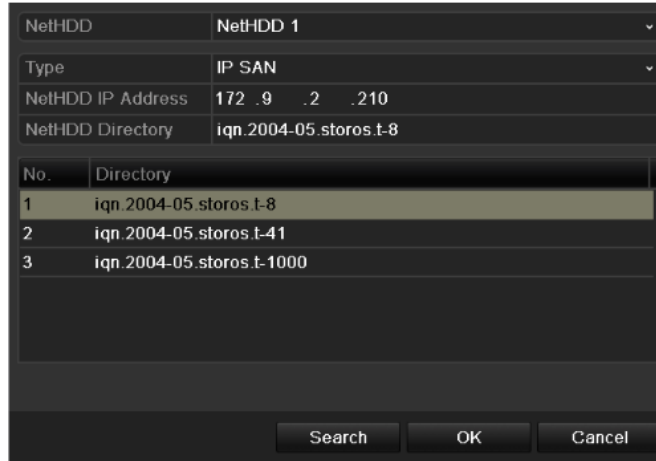 NetHDD NetHDD 1
Type IP SAN
NetHDD IP Address 172 .9 .2 .210
NetHDD Directory iqn.2004-05.storos.t-8
No. Directory
1 iqn.2004-05.storos.t-8
2 iqn.2004-05.storos.t-41
3 iqn.2004-05.storos.t-1000
Search OK Cancel